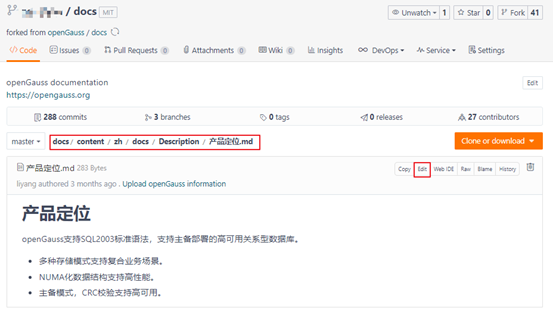 / docs MIT
Unwatch 1 Star 0 Fork 41
forked from openGauss / docs
Code Issues 0 Pull Requests 0 Attachments 0 Wiki 0 Insights DevOps Service Settings
openGauss documentation Edit
https://opengauss.org
288 commits 3 branches 0 tags 0 releases 27 contributors
master docs / content / zh / docs / Description / 产品定位.md Clone or download
产品定位.md 283 Bytes Copy Edit Web IDE Raw Blame History
liyang authored 3 months ago . Upload openGauss information
产品定位
openGauss支持SQL2003标准语法，支持主备部署的高可用关系型数据库。
• 多种存储模式支持复合业务场景。
• NUMA化数据结构支持高性能。
• 主备模式，CRC校验支持高可用。